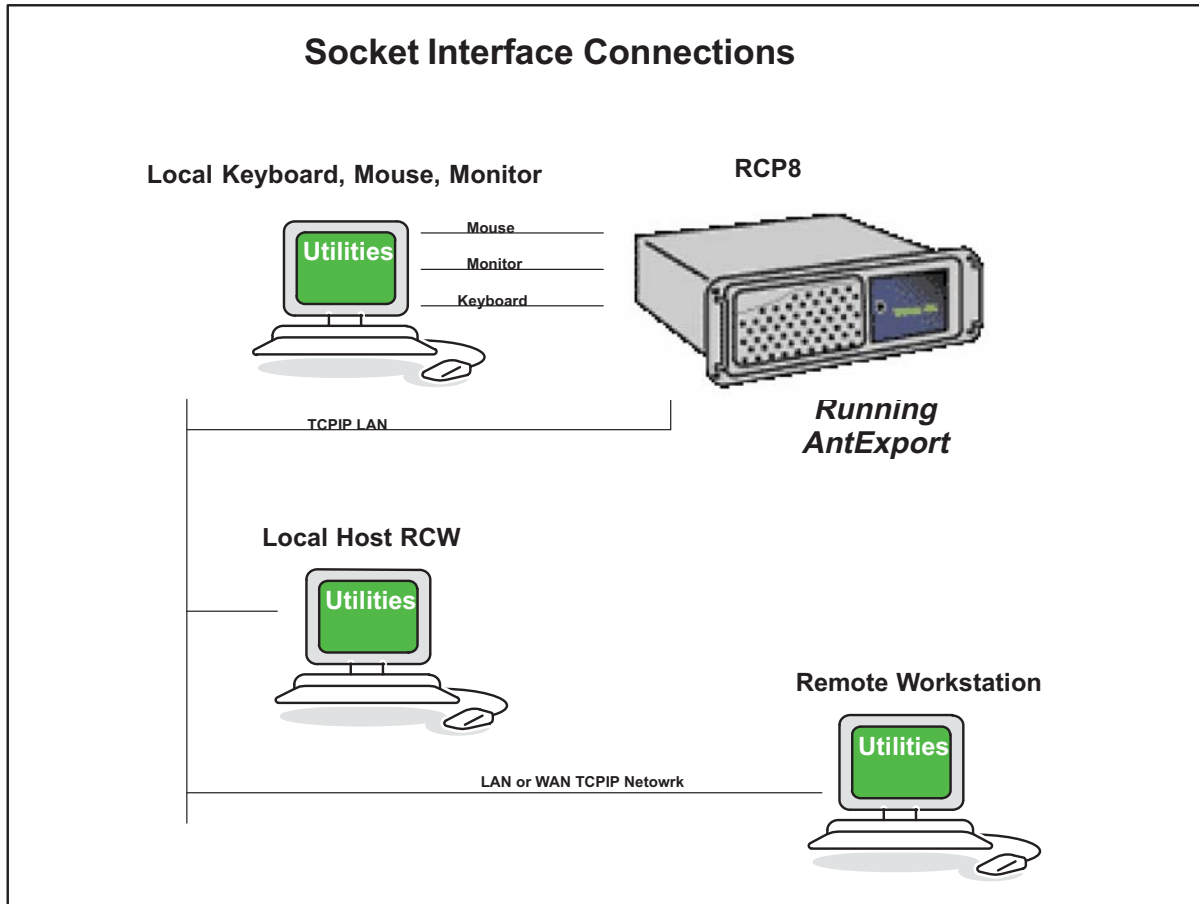 Socket Interface Connections
Local Keyboard, Mouse, Monitor
RCP8
Utilities
Mouse
Monitor
Keyboard
TCPIP LAN
Running
AntExport
Local Host RCW
Utilities
Remote Workstation
Utilities
LAN or WAN TCPIP Netowrk